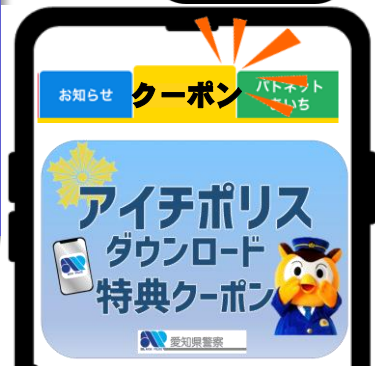 お知らせ
クーポン
パトネット
あいち
アイチポリス
ダウンロード
特典クーポン
愛知県警察